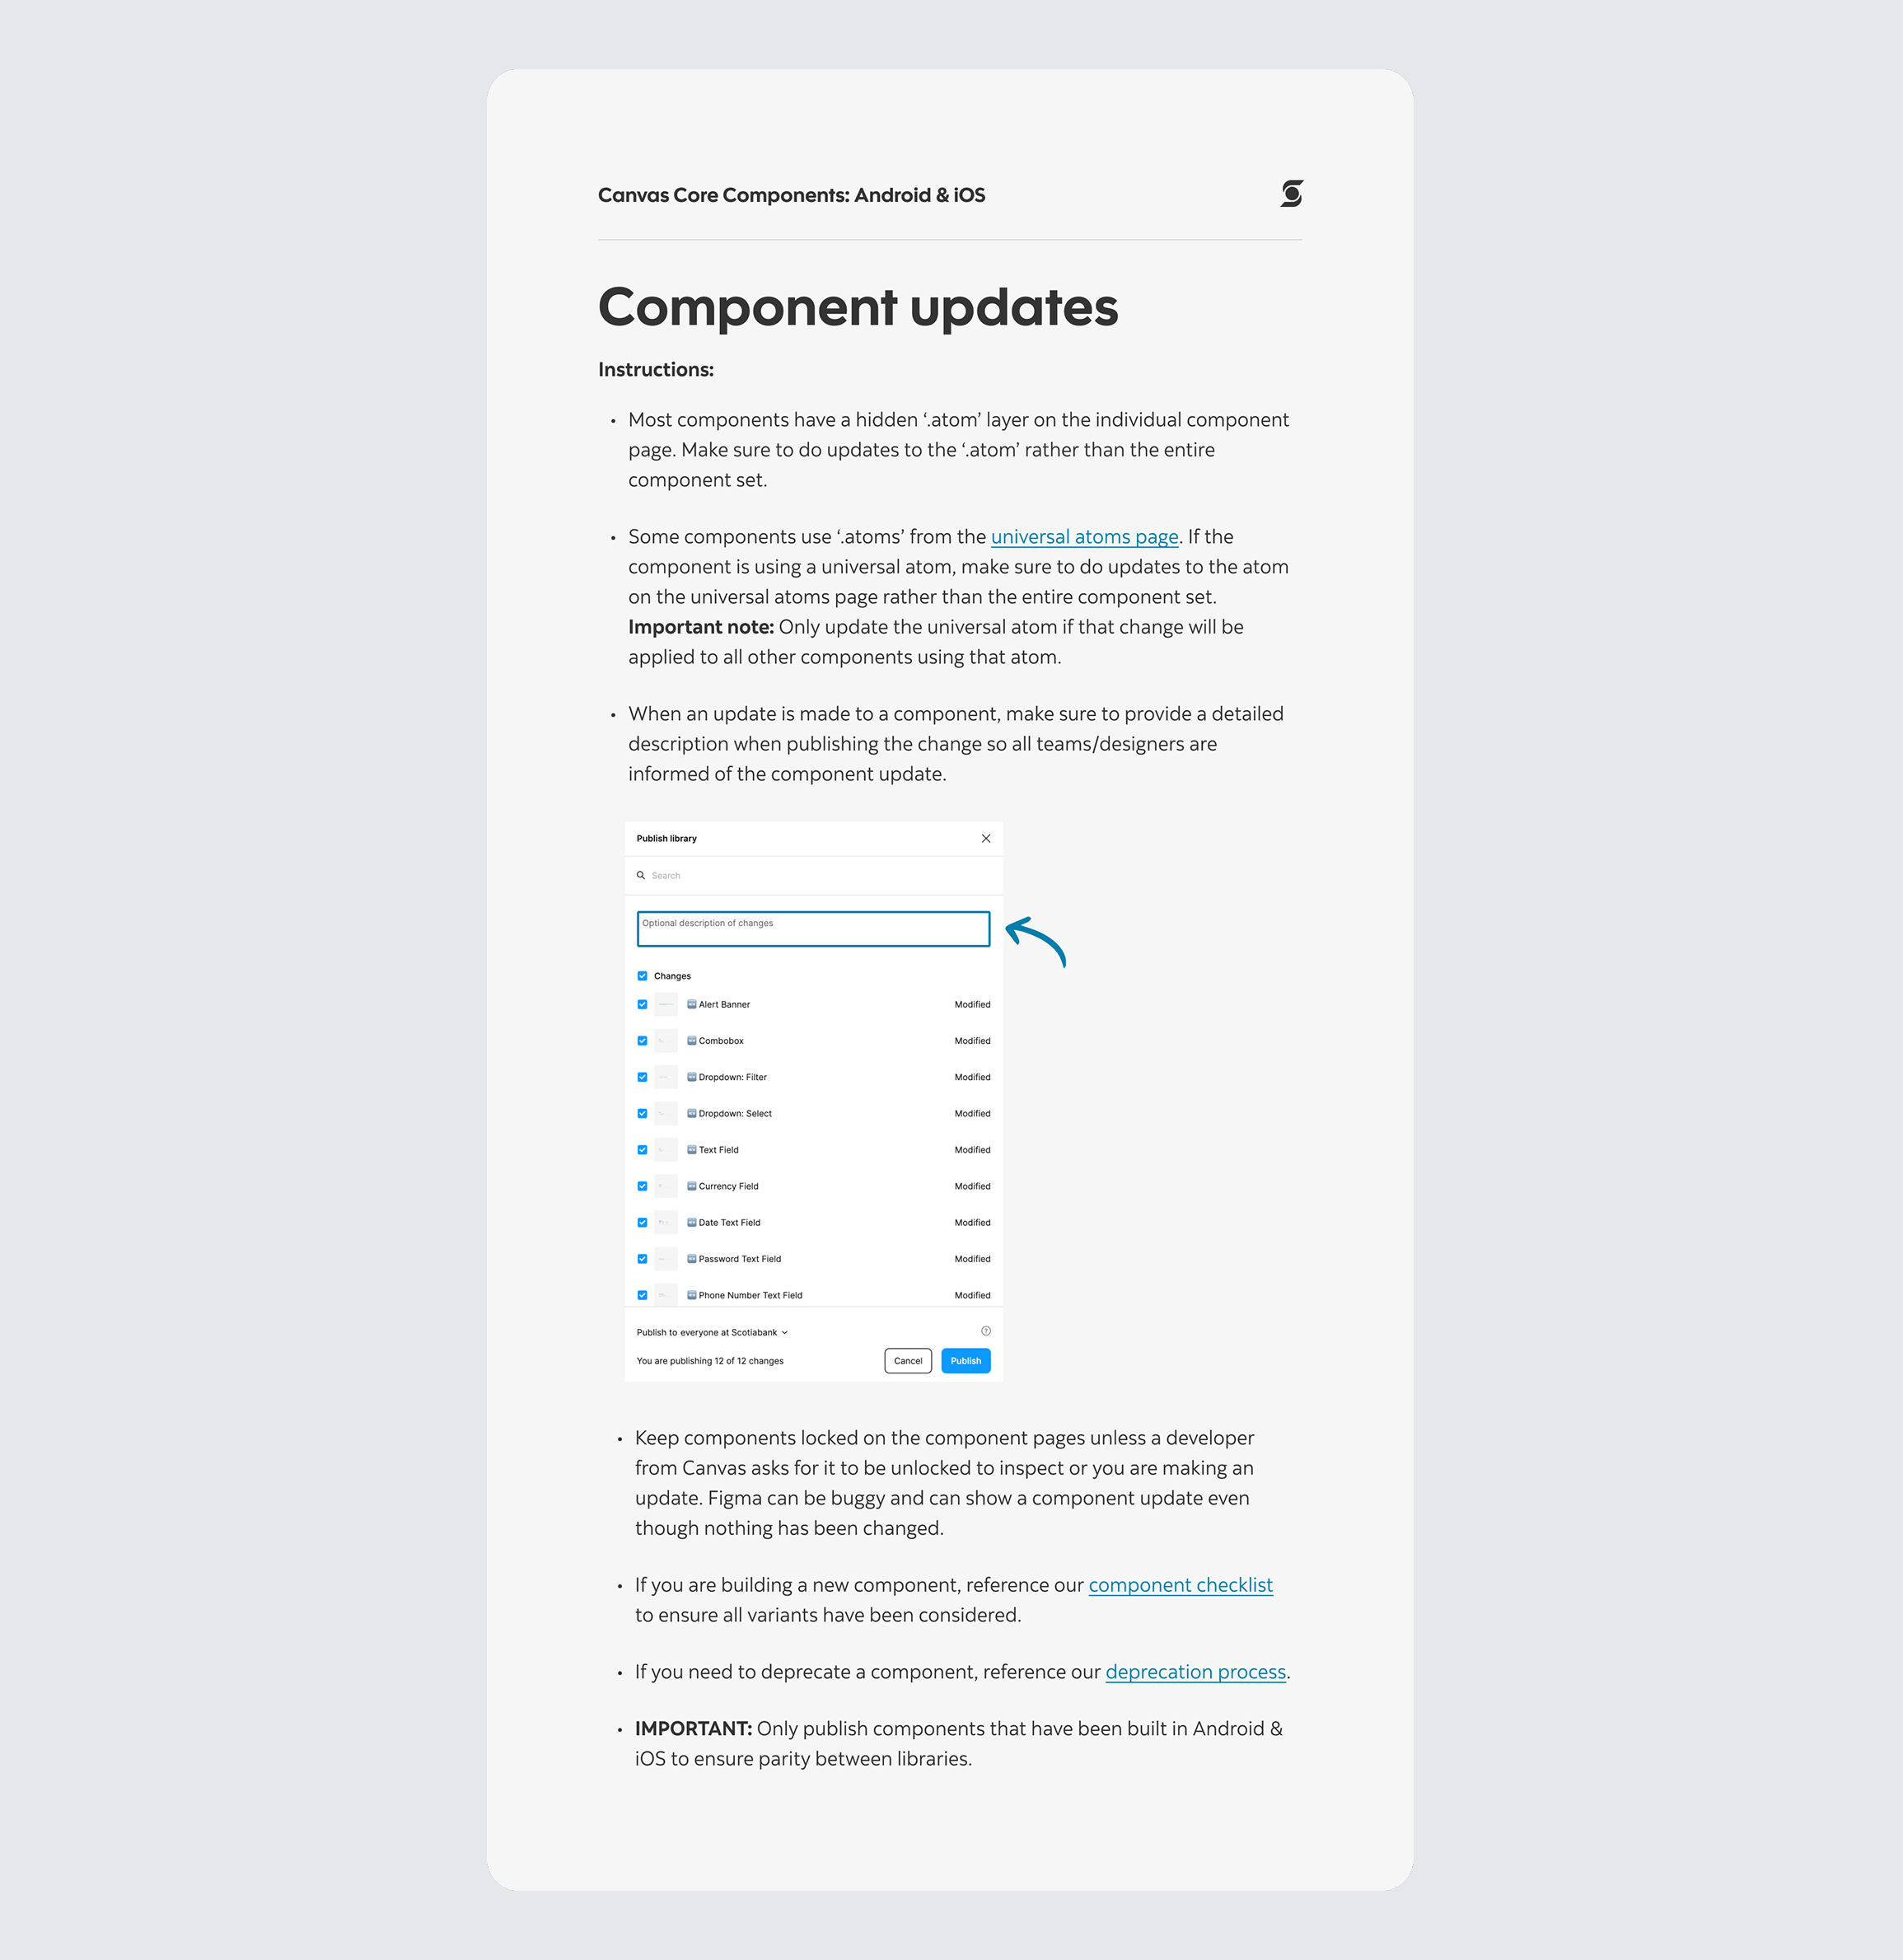 Canvas Core Components: Android & iOS
Component updates
Instructions:
• Most components have a hidden ‘.atom’ layer on the individual component
page. Make sure to do updates to the ‘.atom’ rather than the entire
component set.
• Some components use ‘.atoms’ from the universal atoms page. If the
component is using a universal atom, make sure to do updates to the atom
on the universal atoms page rather than the entire component set.
Important note: Only update the universal atom if that change will be
applied to all other components using that atom.
• When an update is made to a component, make sure to provide a detailed
description when publishing the change so all teams/designers are
informed of the component update.
Publish library
Search
Optional description of changes
Changes
Alert Banner Modified
Combobox Modified
Dropdown: Filter Modified
Dropdown: Select Modified
Text Field Modified
Currency Field Modified
Date Text Field Modified
Password Text Field Modified
Phone Number Text Field Modified
Publish to everyone at Scotiabank
You are publishing 12 of 12 changes Cancel Publish
• Keep components locked on the component pages unless a developer
from Canvas asks for it to be unlocked to inspect or you are making an
update. Figma can be buggy and can show a component update even
though nothing has been changed.
• If you are building a new component, reference our component checklist
to ensure all variants have been considered.
• If you need to deprecate a component, reference our deprecation process.
• IMPORTANT: Only publish components that have been built in Android &
iOS to ensure parity between libraries.